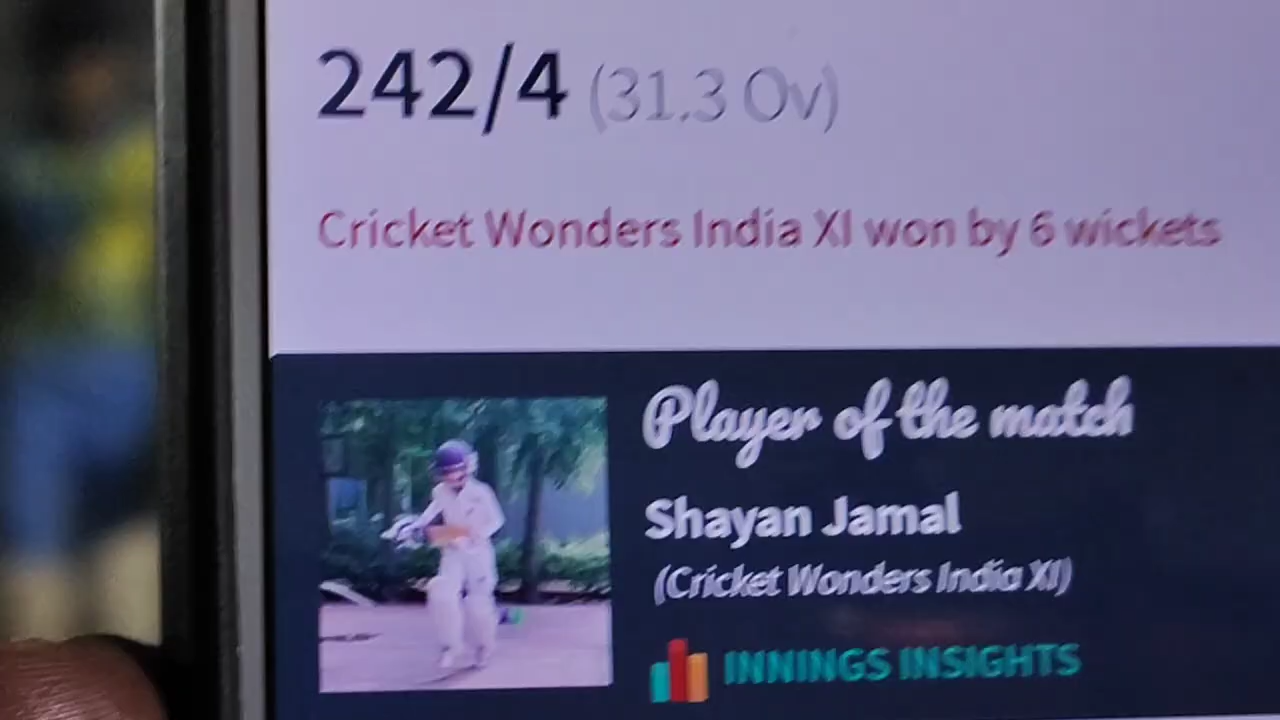 242/4 (31.3 Ov)
Cricket Wonders India XI won by 6 wickets
Player of the match
Shayan Jamal
(Cricket Wonders India XI)
INNINGS INSIGHTS